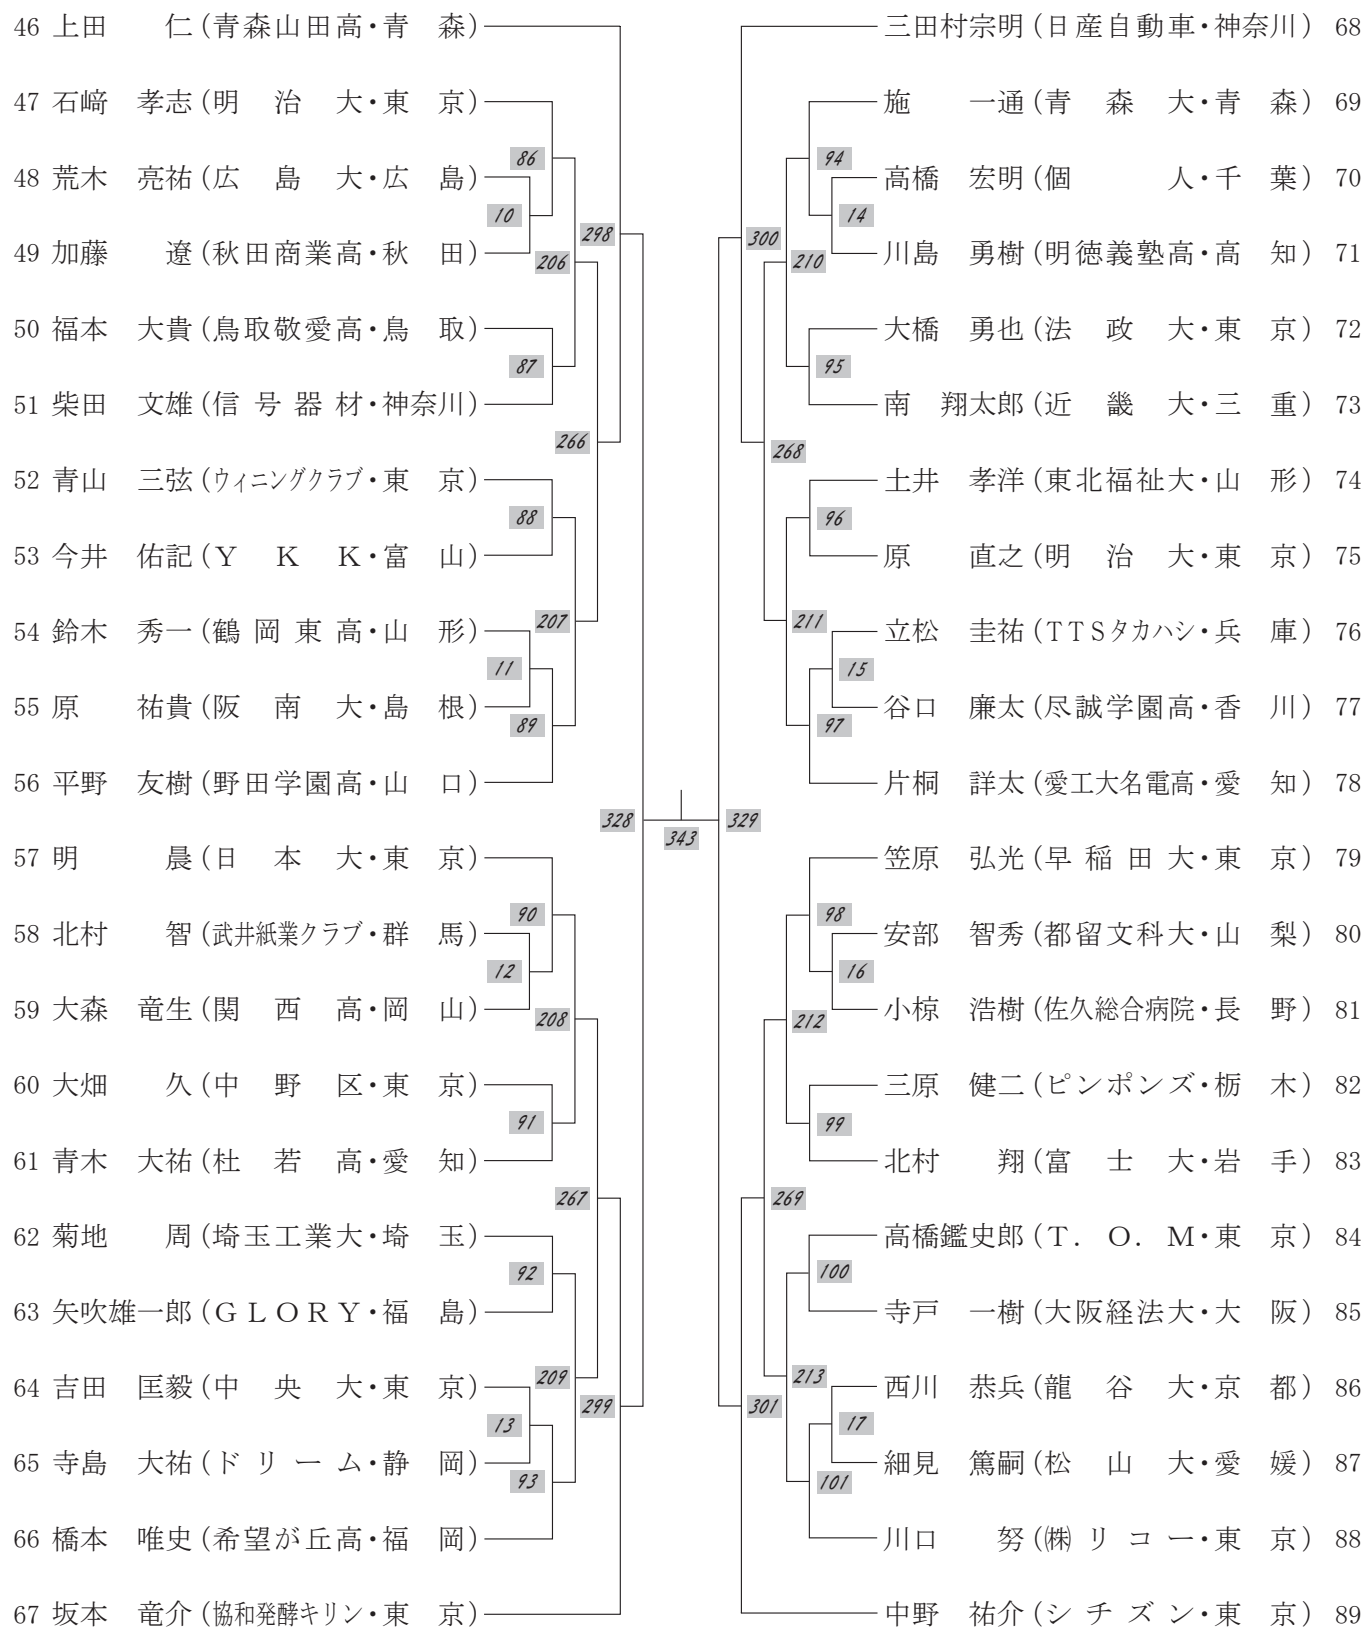 46 上田　　仁 (青森山田高・青　森)
47 石﨑　孝志 (明　治　大・東　京)
86
48 荒木　亮祐 (広　島　大・広　島)
10
49 加藤　　遼 (秋田商業高・秋　田)
298
206
50 福本　大貴 (鳥取敬愛高・鳥　取)
87
51 柴田　文雄 (信 号 器 材・神奈川)
266
52 青山　三弦 (ウィニングクラブ・東　京)
88
53 今井　佑記 (Y　K　K・富　山)
54 鈴木　秀一 (鶴 岡 東 高・山　形)
207
11
55 原　　祐貴 (阪　南　大・島　根)
89
56 平野　友樹 (野田学園高・山　口)
328
57 明　　　晨 (日　本　大・東　京)
90
58 北村　　智 (武井紙業クラブ・群　馬)
12
59 大森　竜生 (関　西　高・岡　山)
208
60 大畑　　久 (中　野　区・東　京)
91
61 青木　大祐 (杜　若　高・愛　知)
267
62 菊地　　周 (埼玉工業大・埼　玉)
92
63 矢吹雄一郎 (G L O R Y・福　島)
64 吉田　匡毅 (中　央　大・東　京)
209
299
13
65 寺島　大祐 (ド リ ー ム・静　岡)
93
66 橋本　唯史 (希望が丘高・福　岡)
67 坂本　竜介 (協和発酵キリン・東　京)
343
三田村宗明 (日産自動車・神奈川) 68
施　　一通 (青　森　大・青　森) 69
94
高橋　宏明 (個　　　人・千　葉) 70
14
300
川島　勇樹 (明徳義塾高・高　知) 71
210
大橋　勇也 (法　政　大・東　京) 72
95
南　翔太郎 (近　畿　大・三　重) 73
268
土井　孝洋 (東北福祉大・山　形) 74
96
原　　直之 (明　治　大・東　京) 75
211
立松　圭祐 (TTSタカハシ・兵　庫) 76
15
谷口　廉太 (尽誠学園高・香　川) 77
97
片桐　詳太 (愛工大名電高・愛　知) 78
329
笠原　弘光 (早 稲 田 大・東　京) 79
98
安部　智秀 (都留文科大・山　梨) 80
16
小椋　浩樹 (佐久総合病院・長　野) 81
212
三原　健二 (ピンポンズ・栃　木) 82
99
北村　　翔 (富　士　大・岩　手) 83
269
高橋鑑史郎 (T. O. M・東　京) 84
100
寺戸　一樹 (大阪経法大・大　阪) 85
213
西川　恭兵 (龍　谷　大・京　都) 86
301
17
細見　篤嗣 (松　山　大・愛　媛) 87
101
川口　　努 (㈱ リ コ ー・東　京) 88
中野　祐介 (シ チ ズ ン・東　京) 89